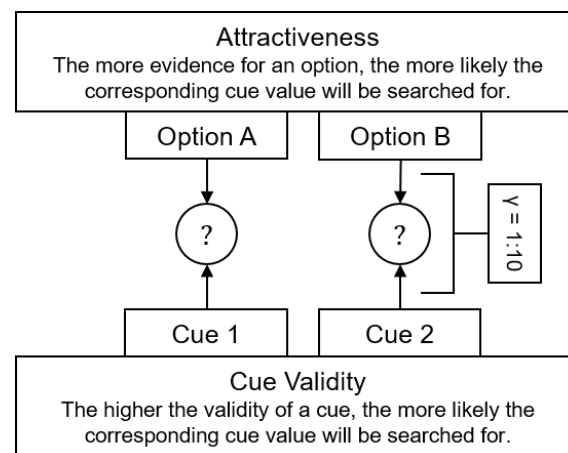 Attractiveness
The more evidence for an option, the more likely the
corresponding cue value will be searched for.
Option A
Option B
?
?
γ = 1:10
Cue 1
Cue 2
Cue Validity
The higher the validity of a cue, the more likely the
corresponding cue value will be searched for.